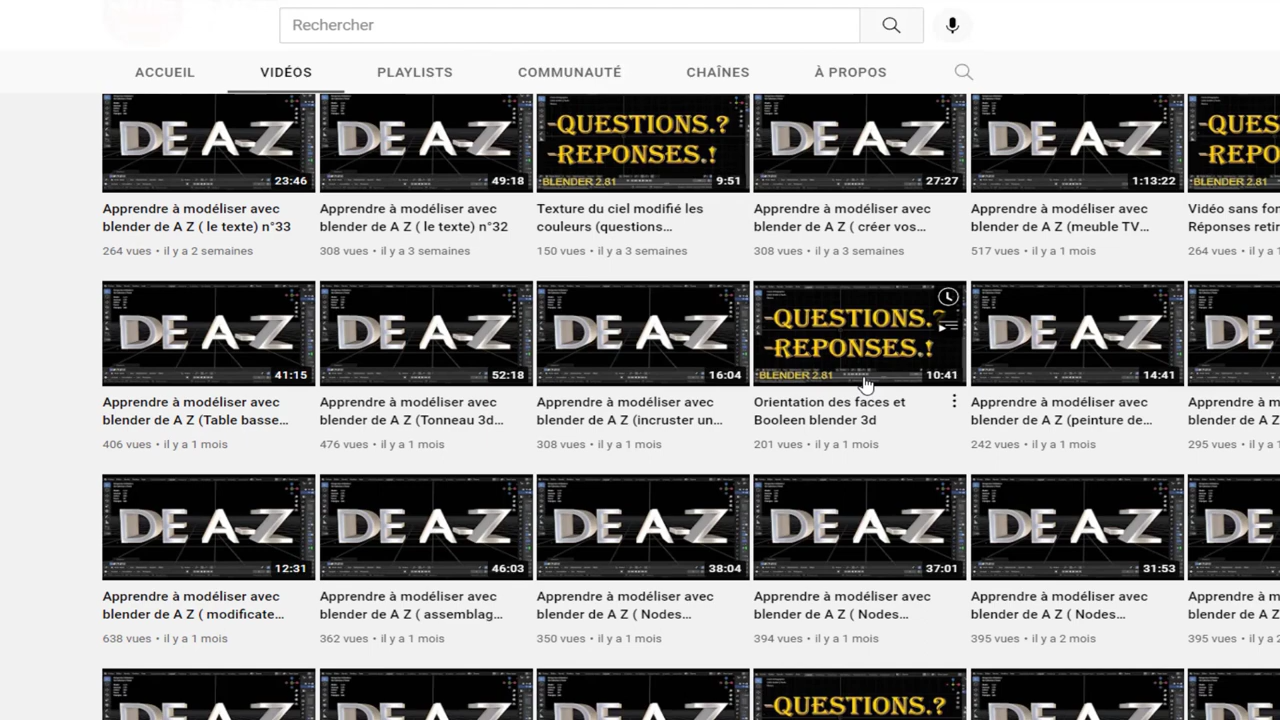 Rechercher
ACCUEIL VIDÉOS PLAYLISTS COMMUNAUTÉ CHAÎNES À PROPOS
DE A-Z 23:46
Apprendre à modéliser avec
blender de A Z ( le texte) n°33
264 vues • il y a 2 semaines
DE A-Z 49:18
Apprendre à modéliser avec
blender de A Z ( le texte) n°32
308 vues • il y a 3 semaines
-QUESTIONS.?
-REPONSES.!
BLENDER 2.81 9:51
Texture du ciel modifié les
couleurs (questions...
150 vues • il y a 3 semaines
DE A-Z 27:27
Apprendre à modéliser avec
blender de A Z ( créer vos...
308 vues • il y a 3 semaines
DE A-Z 1:13:22
Apprendre à modéliser avec
blender de A Z (meuble TV...
517 vues • il y a 1 mois
-QUES
-REPO
BLENDER 2.81
Vidéo sans for
Réponses retir
264 vues • il y a 1
DE A-Z 41:15
Apprendre à modéliser avec
blender de A Z (Table basse...
406 vues • il y a 1 mois
DE A-Z 52:18
Apprendre à modéliser avec
blender de A Z (Tonneau 3d...
476 vues • il y a 1 mois
DE A-Z 16:04
Apprendre à modéliser avec
blender de A Z (incruster un...
308 vues • il y a 1 mois
-QUESTIONS.?
-REPONSES.!
BLENDER 2.81 10:41
Orientation des faces et
Booleen blender 3d
201 vues • il y a 1 mois
DE A-Z 14:41
Apprendre à modéliser avec
blender de A Z (peinture de...
242 vues • il y a 1 mois
DE
Apprendre à m
blender de A Z
295 vues • il y a 1
DE A-Z 12:31
Apprendre à modéliser avec
blender de A Z ( modificate...
638 vues • il y a 1 mois
DE A-Z 46:03
Apprendre à modéliser avec
blender de A Z ( assemblag...
362 vues • il y a 1 mois
DE A-Z 38:04
Apprendre à modéliser avec
blender de A Z ( Nodes...
350 vues • il y a 1 mois
DE A-Z 37:01
Apprendre à modéliser avec
blender de A Z ( Nodes...
394 vues • il y a 1 mois
DE A-Z 31:53
Apprendre à modéliser avec
blender de A Z ( Nodes...
395 vues • il y a 2 mois
DE
Apprendre à m
blender de A Z
395 vues • il y a 2
-QUESTIONS.?